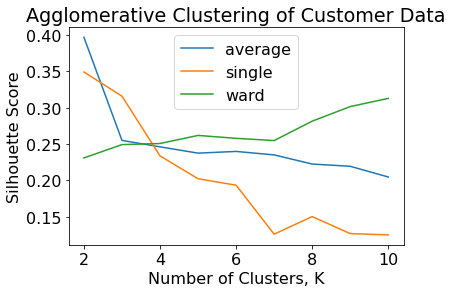 Agglomerative Clustering of Customer Data
0.40
0.35
0.30
0.25
0.20
0.15
Silhouette Score
average
single
ward
2
4
6
8
10
Number of Clusters, K